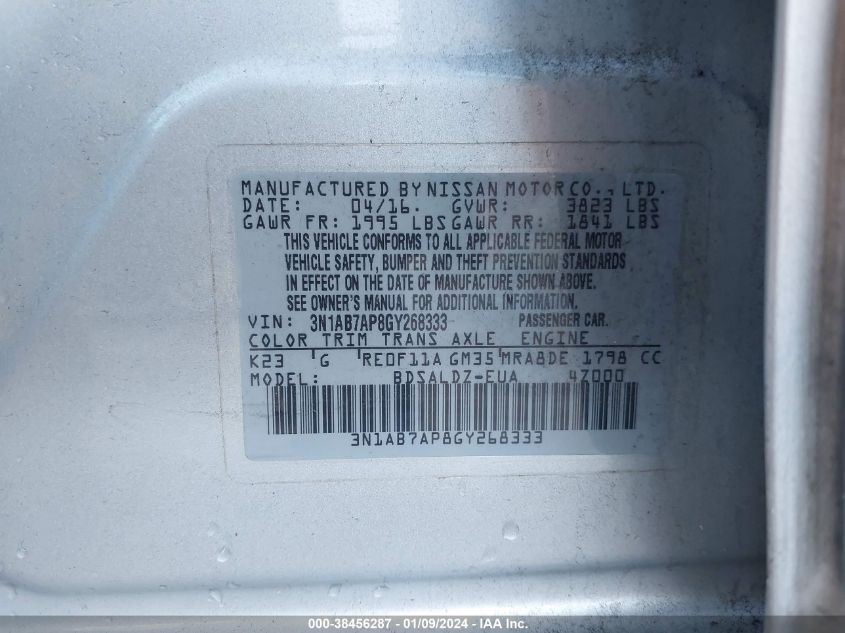 MANUFACTURED BY NISSAN MOTOR CO., LTD.
DATE: 04/16. GVWR: 3823 LBS
GAWR FR: 1995 LBS GAWR RR: 1841 LBS
THIS VEHICLE CONFORMS TO ALL APPLICABLE FEDERAL MOTOR
VEHICLE SAFETY, BUMPER AND THEFT PREVENTION STANDARDS
IN EFFECT ON THE DATE OF MANUFACTURE SHOWN ABOVE.
SEE OWNER'S MANUAL FOR ADDITIONAL INFORMATION.
VIN: 3N1AB7AP8GY268333 PASSENGER CAR.
COLOR TRIM TRANS AXLE ENGINE
K23 'G 'RE0F11A GM35'MRA8DE 1798 CC
MODEL: BDSALDZ-EUA 4Z000
3N1AB7AP8GY268333
000-38456287 - 01/09/2024 - IAAI.COM